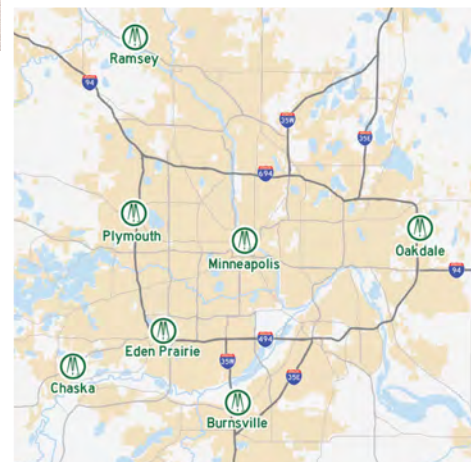 Ramsey
94
35W
35E
694
Plymouth
Minneapolis
Oakdale
94
Eden Prairie
494
35W
35E
Chaska
Burnsville